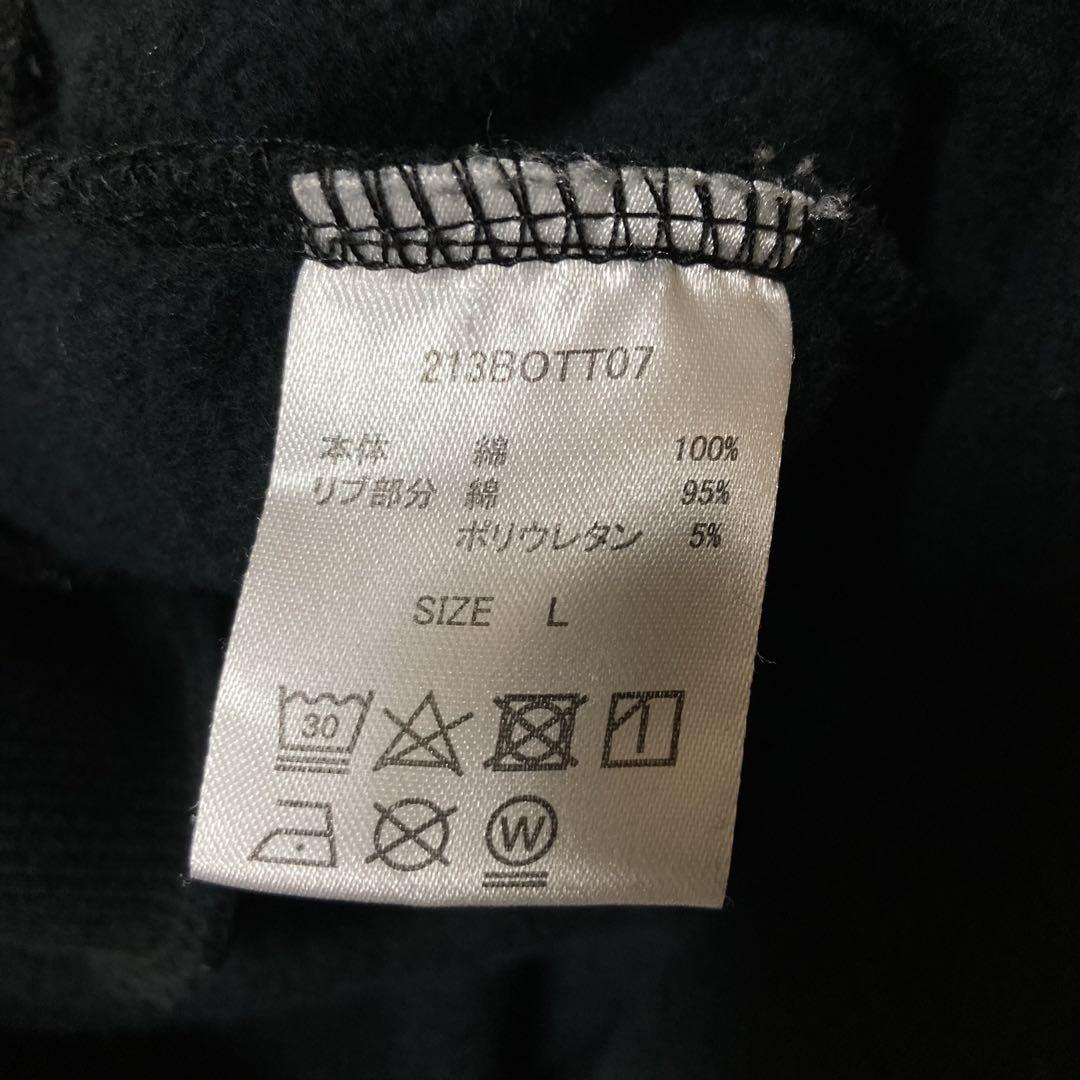 213BOTT07
本体 綿 100%
リブ部分 綿 95%
ポリウレタン 5%
SIZE L
30
W